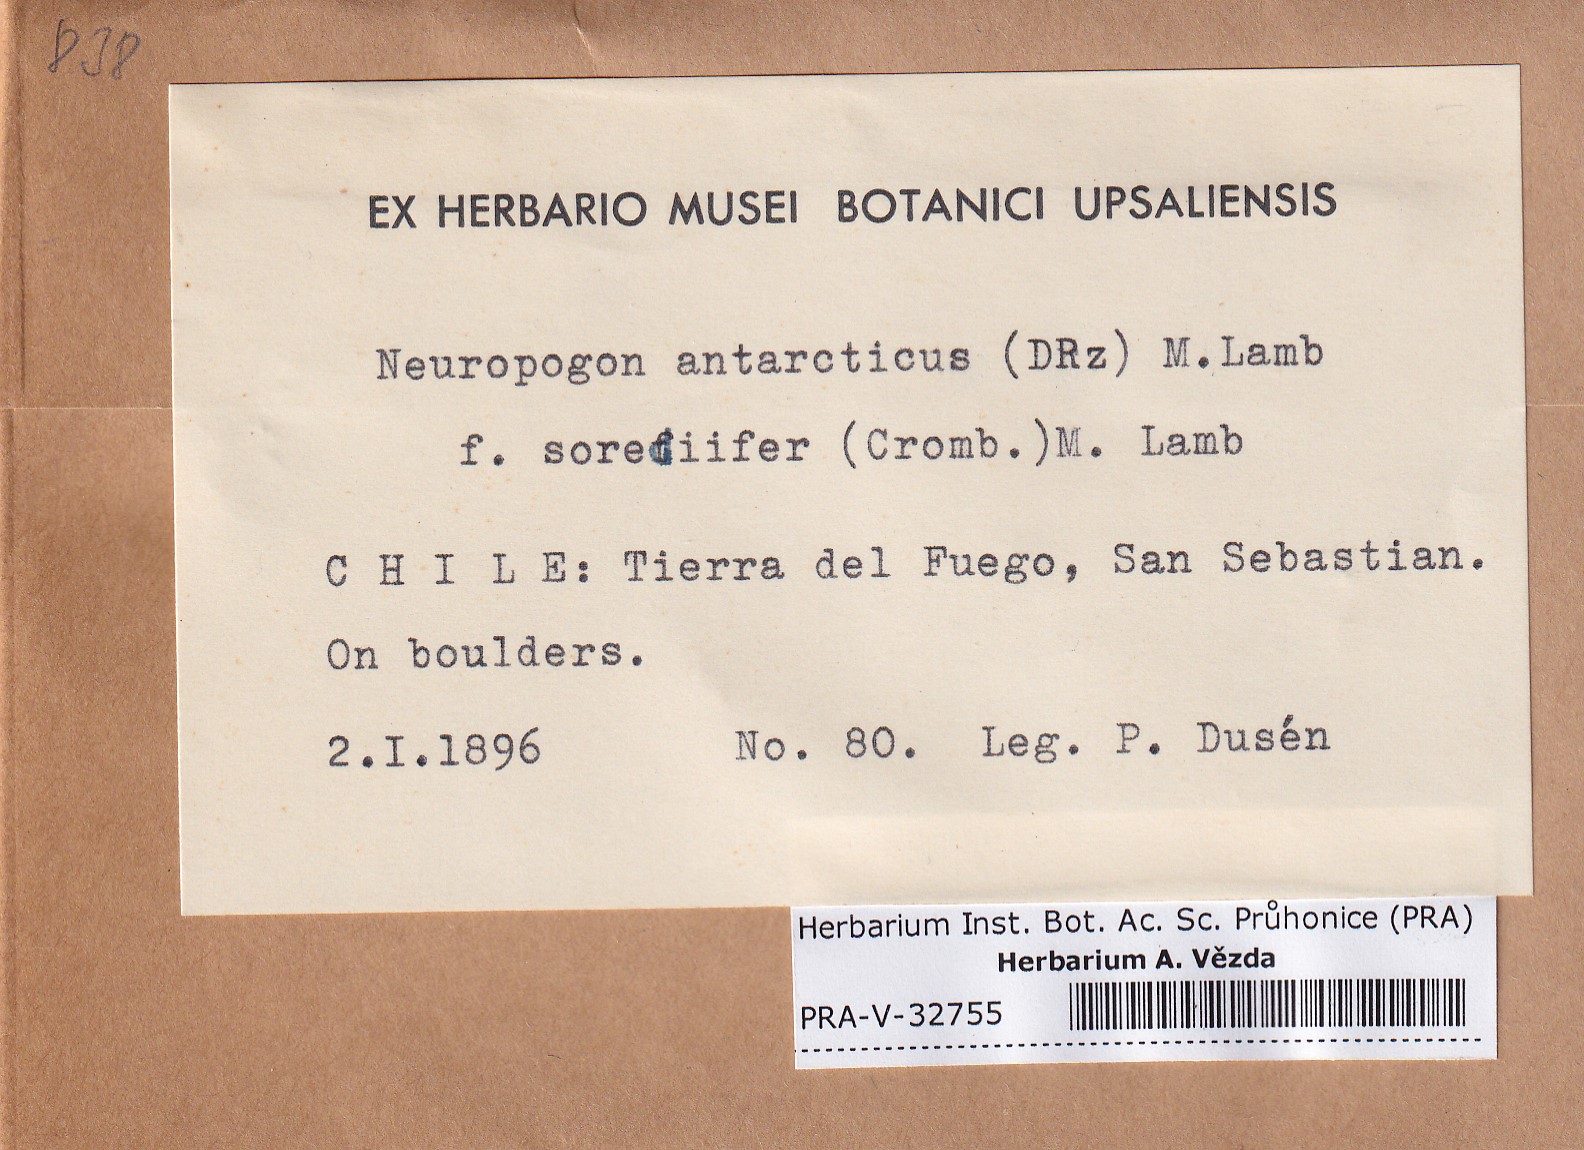 EX HERBARIO MUSEI BOTANICI UPSALIENSIS
Neuropogon antarcticus (DRz) M.Lamb
f. sorediifer (Cromb.)M. Lamb
C H I L E: Tierra del Fuego, San Sebastian.
On boulders.
2.I.1896 No. 80. Leg. P. Dusén
Herbarium Inst. Bot. Ac. Sc. Průhonice (PRA)
Herbarium A. Vězda
PRA-V-32755